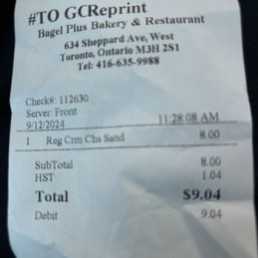 #TO GCReprint
Bagel Plus Bakery & Restaurant
634 Sheppard Ave, West
Toronto, Ontario M3H 2S1
Tel: 416-635-9988
Check#: 112630
Server: Front
9/12/2024 11:28:08 AM
1 Reg Crm Chs Sand 8.00
SubTotal 8.00
HST 1.04
Total $9.04
Debit 9.04